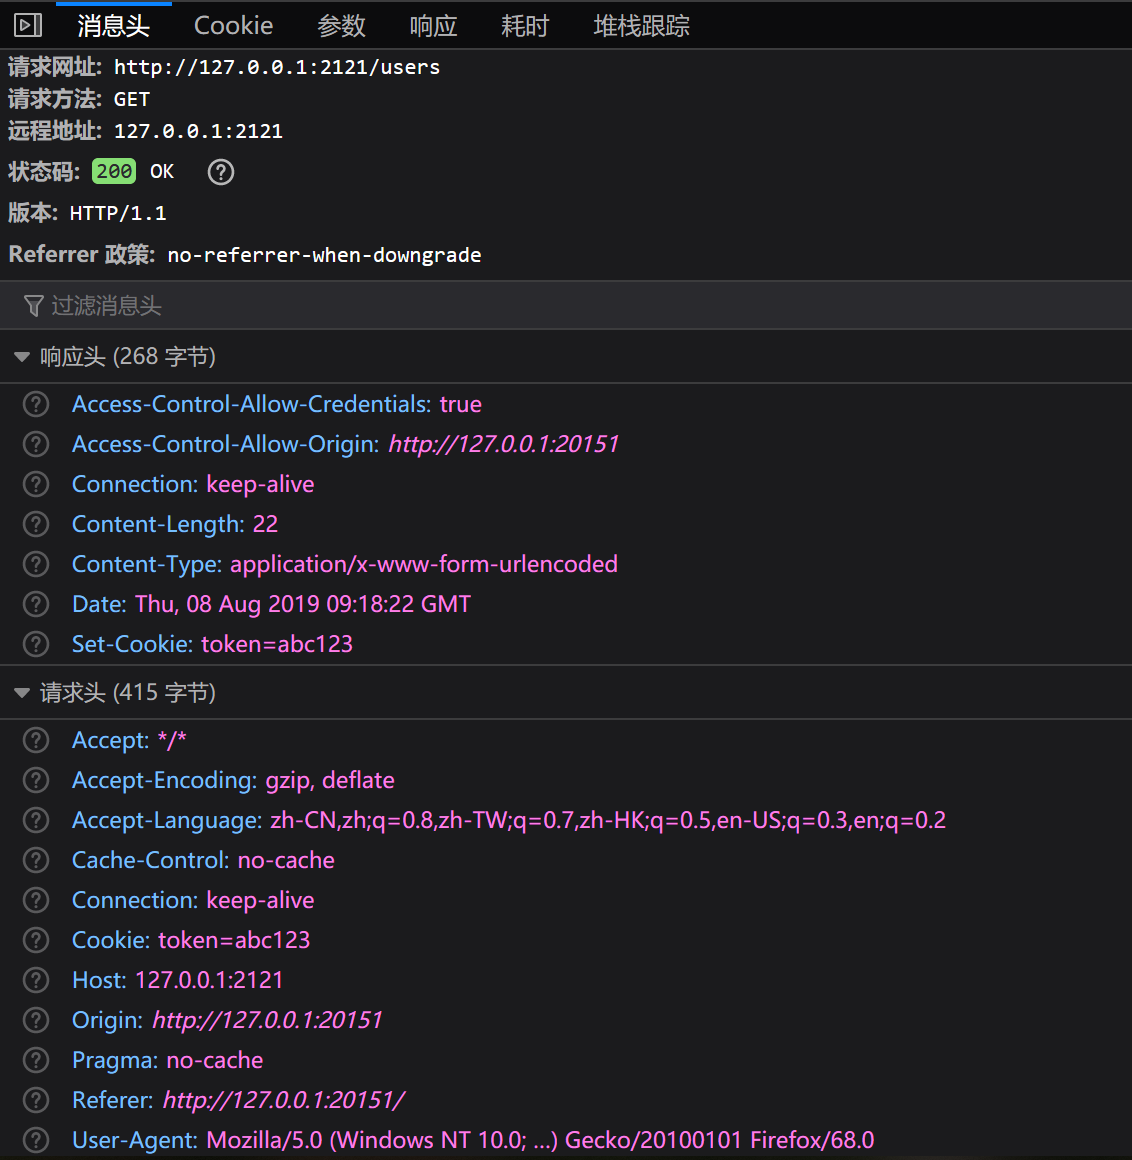 消息头 Cookie 参数 响应 耗时 堆栈跟踪
请求网址: http://127.0.0.1:2121/users
请求方法: GET
远程地址: 127.0.0.1:2121
状态码: 200 OK ?
版本: HTTP/1.1
Referrer 政策: no-referrer-when-downgrade
过滤消息头
响应头 (268 字节)
? Access-Control-Allow-Credentials: true
? Access-Control-Allow-Origin: http://127.0.0.1:20151
? Connection: keep-alive
? Content-Length: 22
? Content-Type: application/x-www-form-urlencoded
? Date: Thu, 08 Aug 2019 09:18:22 GMT
? Set-Cookie: token=abc123
请求头 (415 字节)
? Accept: */*
? Accept-Encoding: gzip, deflate
? Accept-Language: zh-CN,zh;q=0.8,zh-TW;q=0.7,zh-HK;q=0.5,en-US;q=0.3,en;q=0.2
? Cache-Control: no-cache
? Connection: keep-alive
? Cookie: token=abc123
? Host: 127.0.0.1:2121
? Origin: http://127.0.0.1:20151
? Pragma: no-cache
? Referer: http://127.0.0.1:20151/
? User-Agent: Mozilla/5.0 (Windows NT 10.0; …) Gecko/20100101 Firefox/68.0